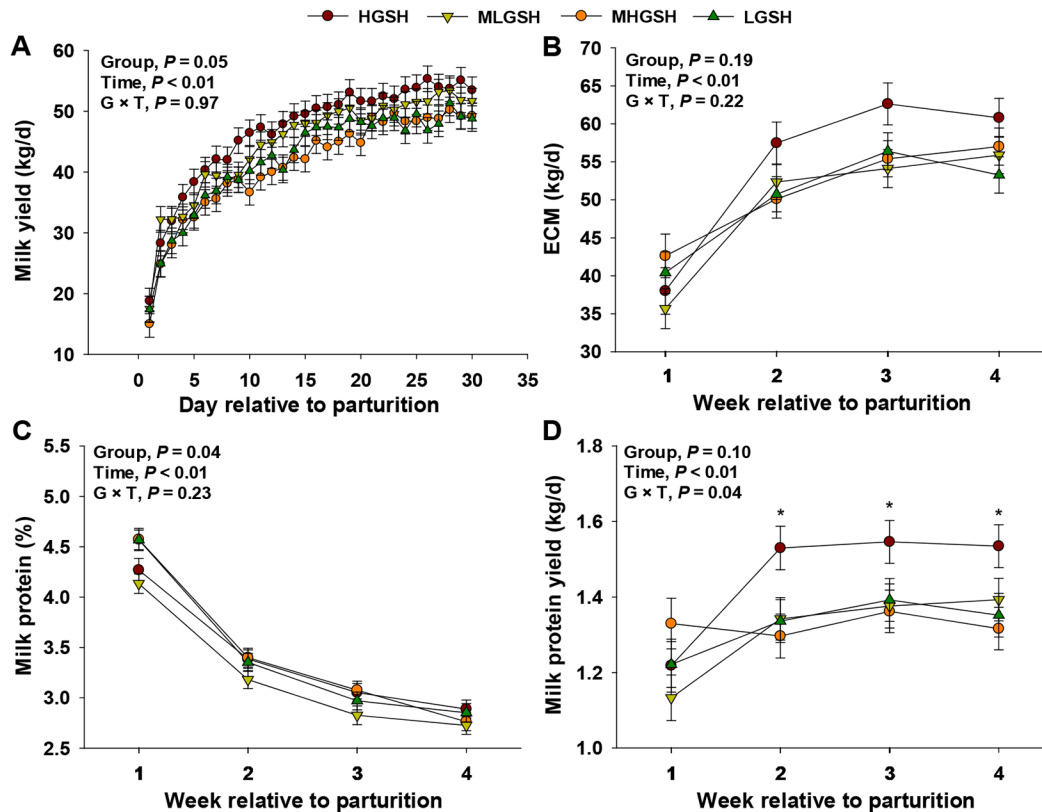 HGSH MLGSH MHGSH LGSH
A
Group, P = 0.05
Time, P < 0.01
G × T, P = 0.97
Milk yield (kg/d)
60
50
40
30
20
10
0 5 10 15 20 25 30 35
Day relative to parturition
B
Group, P = 0.19
Time, P < 0.01
G × T, P = 0.22
ECM (kg/d)
70
65
60
55
50
45
40
35
30
1 2 3 4
Week relative to parturition
C
Group, P = 0.04
Time, P < 0.01
G × T, P = 0.23
Milk protein (%)
5.5
5.0
4.5
4.0
3.5
3.0
2.5
1 2 3 4
Week relative to parturition
D
Group, P = 0.10
Time, P < 0.01
G × T, P = 0.04
Milk protein yield (kg/d)
1.8
1.6
1.4
1.2
1.0
* * *
1 2 3 4
Week relative to parturition